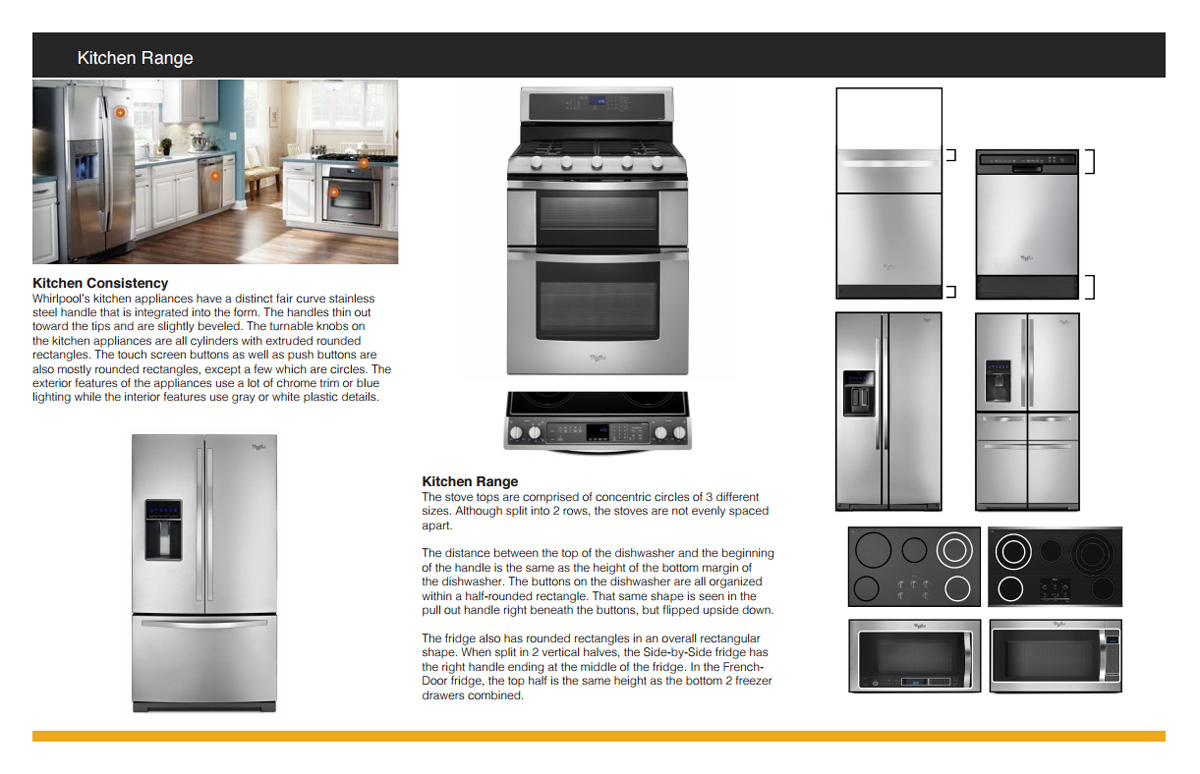 Kitchen Range
Kitchen Consistency
Whirlpool's kitchen appliances have a distinct fair curve stainless
steel handle that is integrated into the form. The handles thin out
toward the tips and are slightly beveled. The turnable knobs on
the kitchen appliances are all cylinders with extruded rounded
rectangles. The touch screen buttons as well as push buttons are
also mostly rounded rectangles, except a few which are circles. The
exterior features of the appliances use a lot of chrome trim or blue
lighting while the interior features use gray or white plastic details.
Kitchen Range
The stove tops are comprised of concentric circles of 3 different
sizes. Although split into 2 rows, the stoves are not evenly spaced
apart.
The distance between the top of the dishwasher and the beginning
of the handle is the same as the height of the bottom margin of
the dishwasher. The buttons on the dishwasher are all organized
within a half-rounded rectangle. That same shape is seen in the
pull out handle right beneath the buttons, but flipped upside down.
The fridge also has rounded rectangles in an overall rectangular
shape. When split in 2 vertical halves, the Side-by-Side fridge has
the right handle ending at the middle of the fridge. In the French-
Door fridge, the top half is the same height as the bottom 2 freezer
drawers combined.